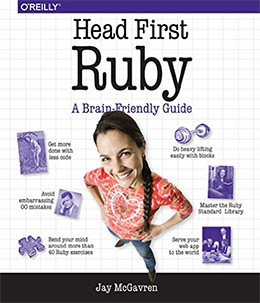 O'REILLY®
Head First
Ruby
A Brain-Friendly Guide
Get more
done with
less code
Do heavy lifting
easily with blocks
Avoid
embarrassing
OO mistakes
Master the Ruby
Standard Library
Bend your mind
around more than
40 Ruby exercises
Serve your
web app to
the world
Jay McGavren